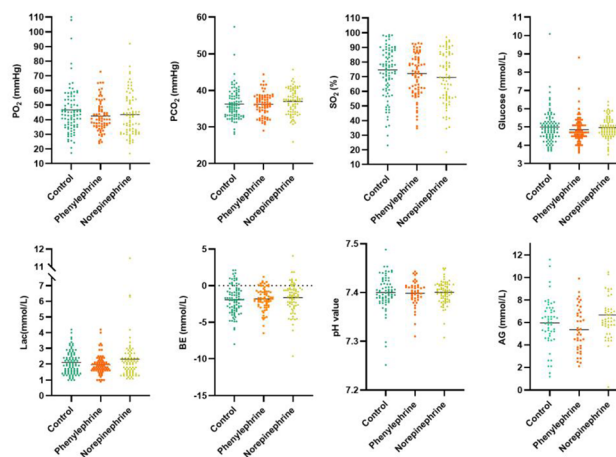 PO2 (mmHg)
110
100
90
80
70
60
50
40
30
20
10
Control
Phenylephrine
Norepinephrine
PCO2 (mmHg)
60
40
20
Control
Phenylephrine
Norepinephrine
SO2 (%)
110
100
90
80
70
60
50
40
30
20
10
Control
Phenylephrine
Norepinephrine
Glucose (mmol/L)
11
10
9
8
7
6
5
4
3
Control
Phenylephrine
Norepinephrine
Lac(mmol/L)
12
11
7
6
5
4
3
2
1
0
Control
Phenylephrine
Norepinephrine
BE (mmol/L)
5
0
-5
-10
-15
Control
Phenylephrine
Norepinephrine
pH value
7.5
7.4
7.3
7.2
Control
Phenylephrine
Norepinephrine
AG (mmol/L)
12
10
8
6
4
2
0
Control
Phenylephrine
Norepinephrine